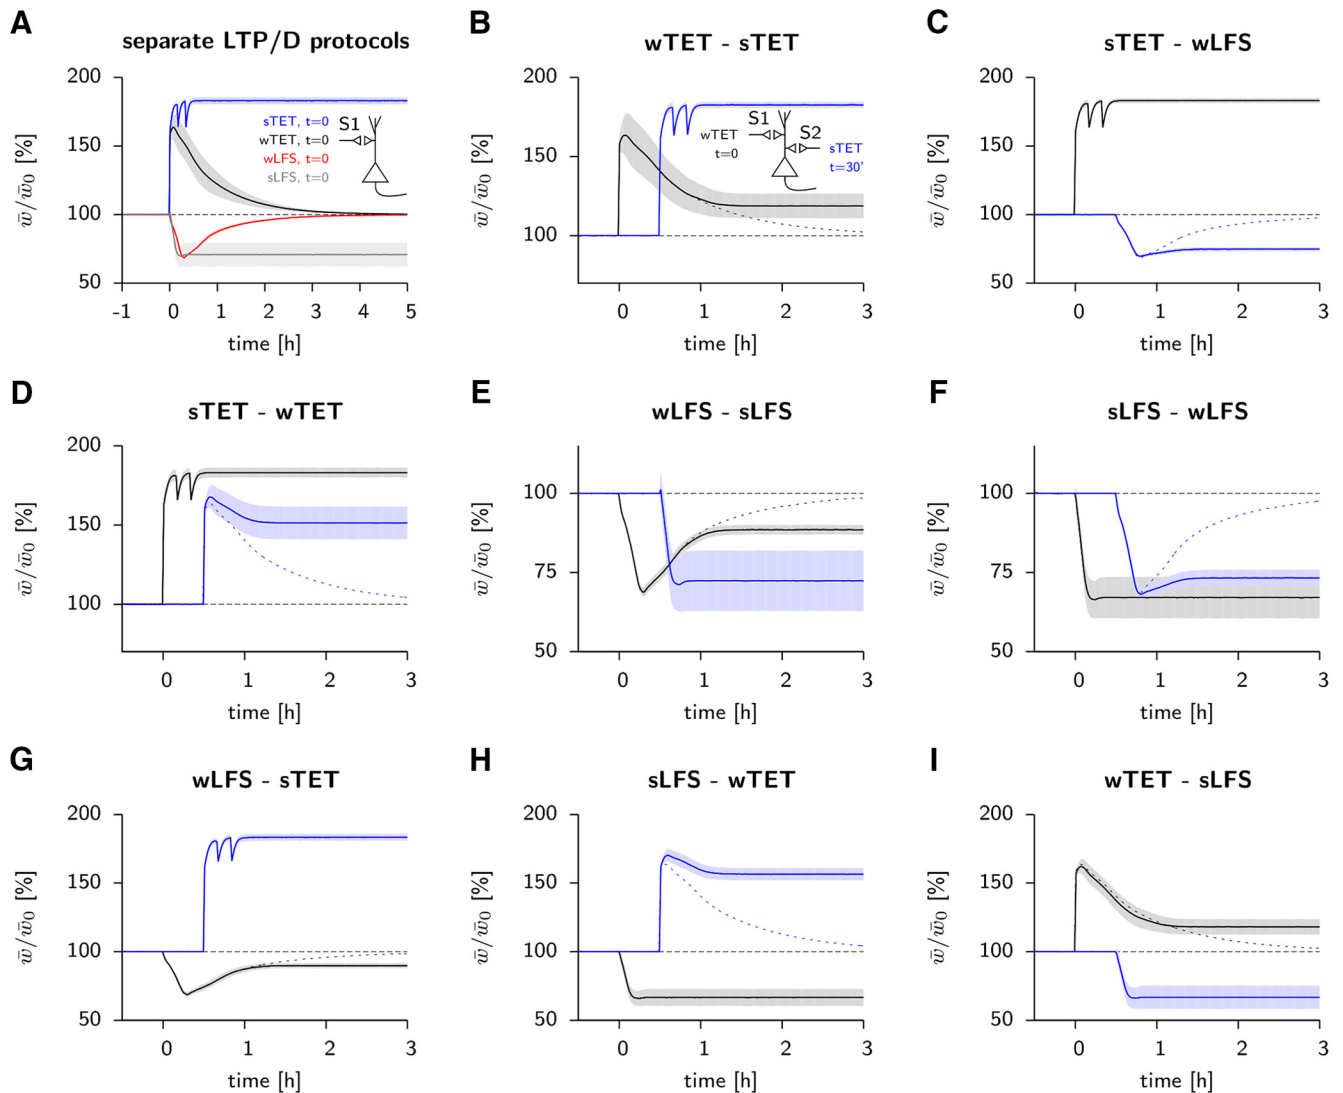 A
separate LTP/D protocols
200
150
100
50
w̄/w̄0 [%]
sTET, t=0
wTET, t=0
wLFS, t=0
sLFS, t=0
S1
-1 0 1 2 3 4 5
time [h]
B
wTET - sTET
200
150
100
w̄/w̄0 [%]
S1
wTET
t=0
S2
sTET
t=30'
0 1 2 3
time [h]
C
sTET - wLFS
200
150
100
50
w̄/w̄0 [%]
0 1 2 3
time [h]
D
sTET - wTET
200
150
100
w̄/w̄0 [%]
0 1 2 3
time [h]
E
wLFS - sLFS
100
75
50
w̄/w̄0 [%]
0 1 2 3
time [h]
F
sLFS - wLFS
100
75
50
w̄/w̄0 [%]
0 1 2 3
time [h]
G
wLFS - sTET
200
150
100
50
w̄/w̄0 [%]
0 1 2 3
time [h]
H
sLFS - wTET
200
150
100
50
w̄/w̄0 [%]
0 1 2 3
time [h]
I
wTET - sLFS
200
150
100
50
w̄/w̄0 [%]
0 1 2 3
time [h]